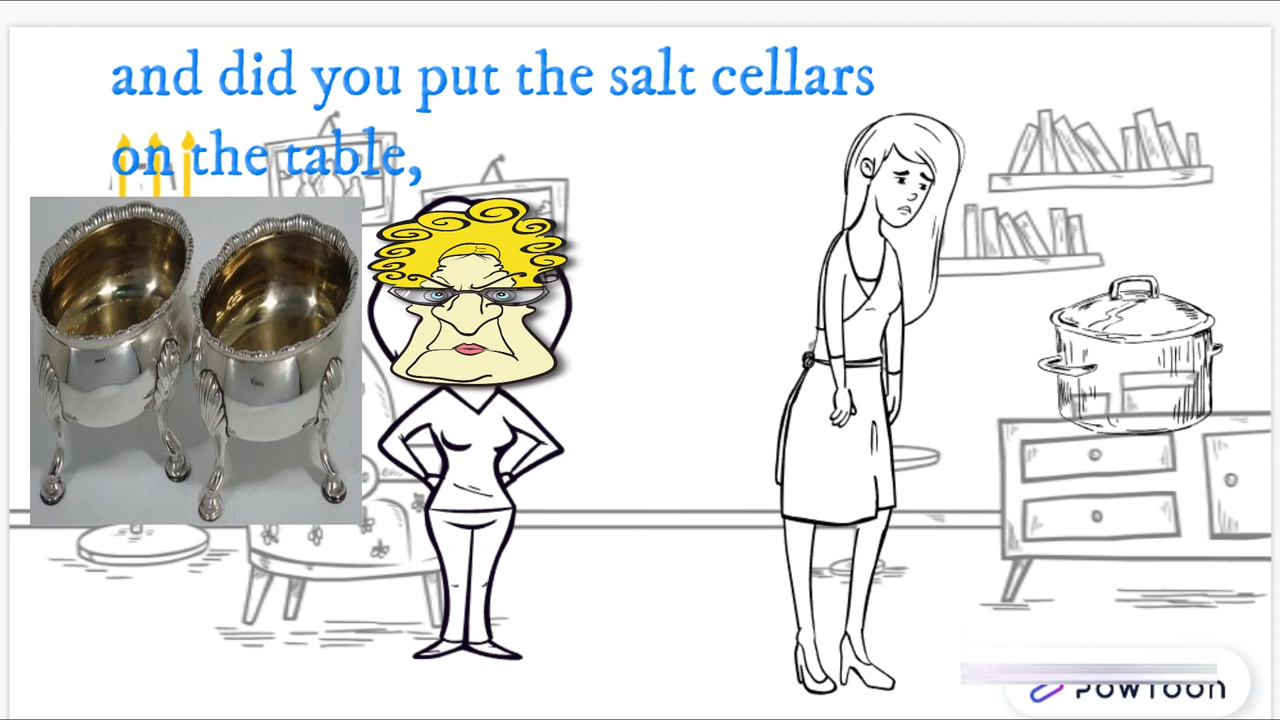 and did you put the salt cellars
on the table,
POWTOON